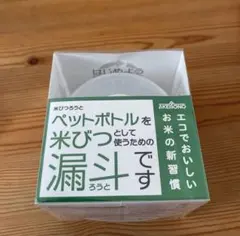 米びつろうと
ペットボトルを
米びつとして
使うための
漏斗です
ろうと
AKEBONO
エコでおいしい
お米の新習慣